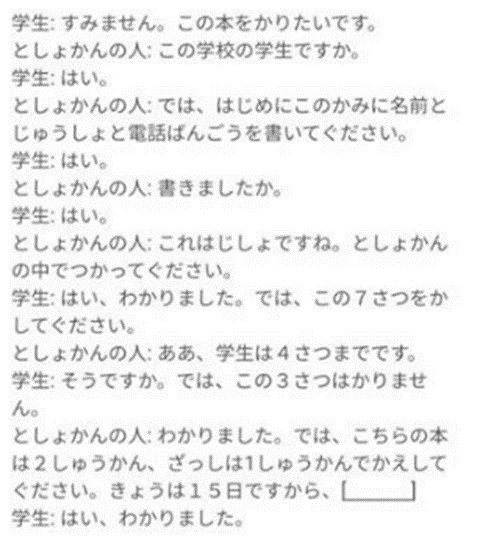 学生: すみません。この本をかりたいです。
としょかんの人: この学校の学生ですか。
学生: はい。
としょかんの人: では、はじめにこのかみに名前と
じゅうしょと電話ばんごうを書いてぐださい。
学生: はい。
としょかんの人: 書きましたか。
学生: はい。
としょかんの人: これはじしょですね。としょかん
の中でつかってぐださい。
学生: はい、わかりました。では、この７さつをか
してぐださい。
としょかんの人: ああ、学生は４さつまでです。
学生: そうですか。では、この３さつはかりませ
ん。
としょかんの人: わかりました。では、こちらの本
は２しゅうかん、ざっしは1しゅうかんでかえして
ぐださい。きょうは１５日ですから、[______]
学生: はい、わかりました。